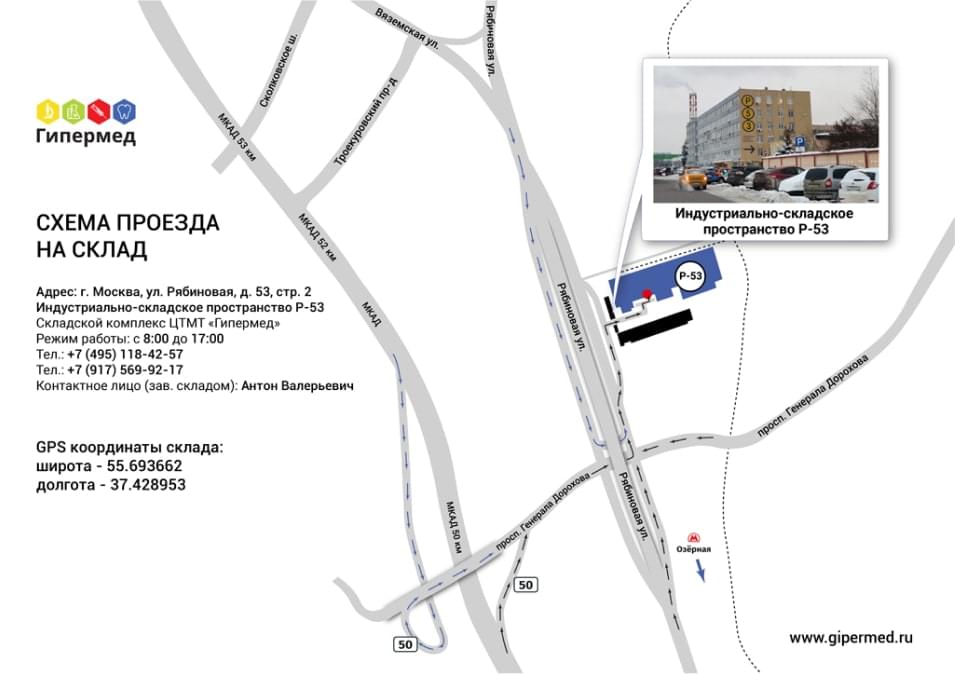 Гипермед
СХЕМА ПРОЕЗДА
НА СКЛАД
Адрес: г. Москва, ул. Рябиновая, д. 53, стр. 2
Индустриально-складское пространство Р-53
Складской комплекс ЦТМТ «Гипермед»
Режим работы: с 8:00 до 17:00
Тел.: +7 (495) 118-42-57
Тел.: +7 (917) 569-92-17
Контактное лицо (зав. складом): Антон Валерьевич
GPS координаты склада:
широта - 55.693662
долгота - 37.428953
Сколковское ш.
МКАД 53 км
Вяземская ул.
Рябиновая ул.
Троекуровский пр-д
МКАД 52 км
МКАД
Р
5
3
P
Индустриально-складское
пространство Р-53
Р-53
Рябиновая ул.
просп. Генерала Дорохова
просп. Генерала Дорохова
Рябиновая ул.
МКАД 50 км
М
Озёрная
50
50
www.gipermed.ru